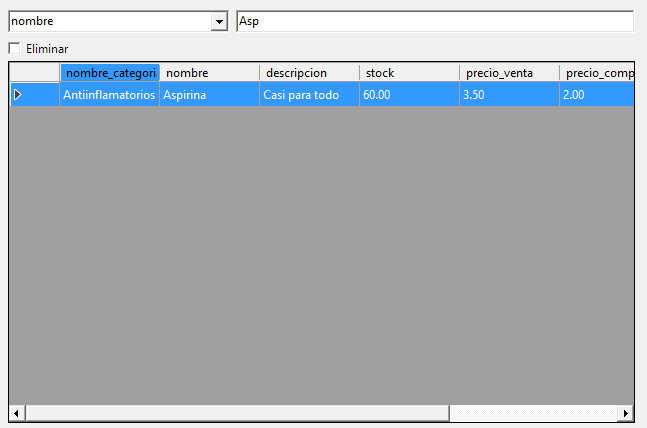 nombre Asp
Eliminar
nombre_categori nombre descripcion stock precio_venta precio_comp
Antiinflamatorios Aspirina Casi para todo 60.00 3.50 2.00